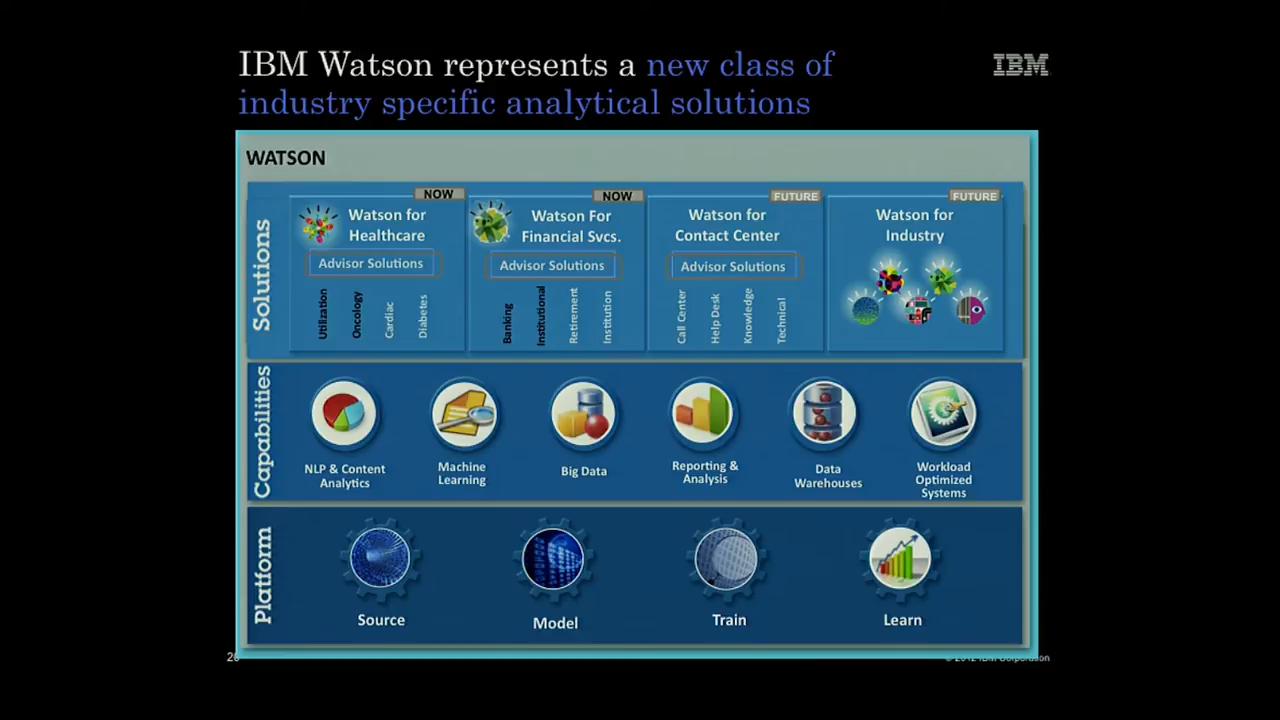 IBM Watson represents a new class of
industry specific analytical solutions
IBM
WATSON
Solutions
NOW
Watson for
Healthcare
Advisor Solutions
Utilization
Oncology
Cardiac
Diabetes
NOW
Watson For
Financial Svcs.
Advisor Solutions
Banking
Institutional
Retirement
Institution
FUTURE
Watson for
Contact Center
Advisor Solutions
Call Center
Help Desk
Knowledge
Technical
FUTURE
Watson for
Industry
Capabilities
NLP & Content
Analytics
Machine
Learning
Big Data
Reporting &
Analysis
Data
Warehouses
Workload
Optimized
Systems
Platform
Source
Model
Train
Learn
© 2012 IBM Corporation